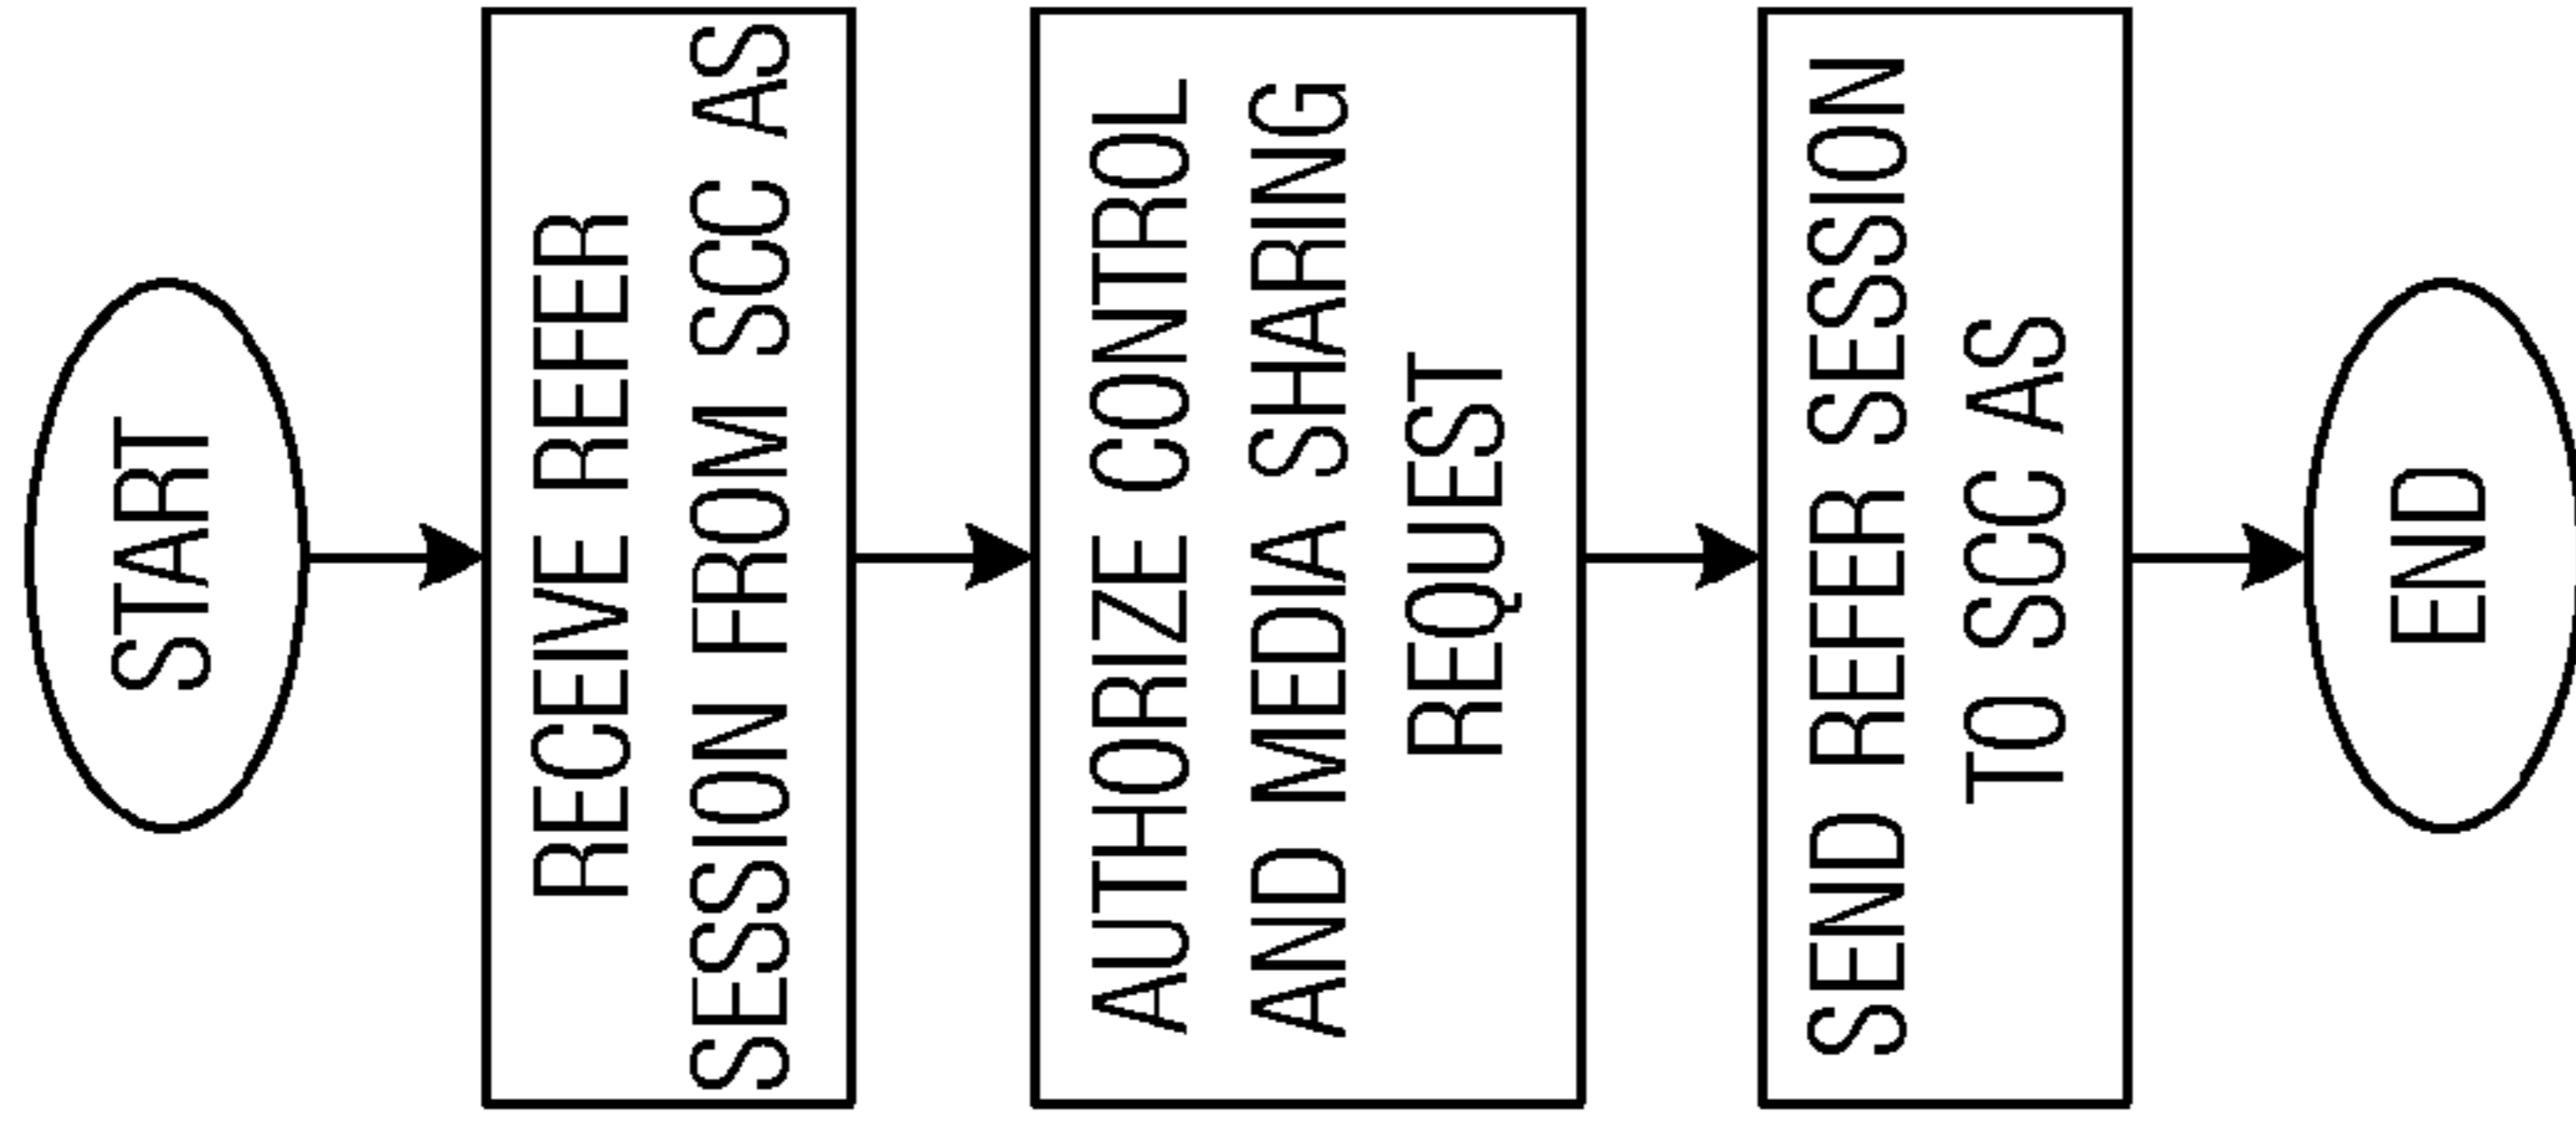 START
RECEIVE REFER
SESSION FROM SCC AS
AUTHORIZE CONTROL
AND MEDIA SHARING
REQUEST
SEND REFER SESSION
TO SCC AS
END